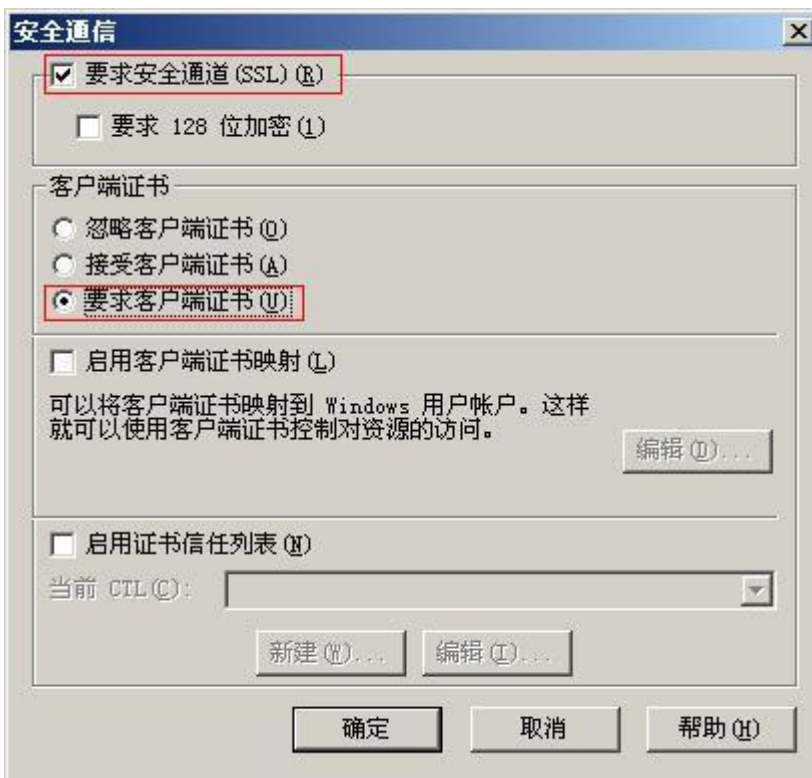 安全通信
要求安全通道(SSL)(R)
要求 128 位加密(1)
客户端证书
忽略客户端证书(O)
接受客户端证书(A)
要求客户端证书(U)
启用客户端证书映射(L)
可以将客户端证书映射到 Windows 用户帐户。这样
就可以使用客户端证书控制对资源的访问。
编辑(D)...
启用证书信任列表(N)
当前 CTL(C):
新建(W)... 编辑(I)...
确定 取消 帮助(H)